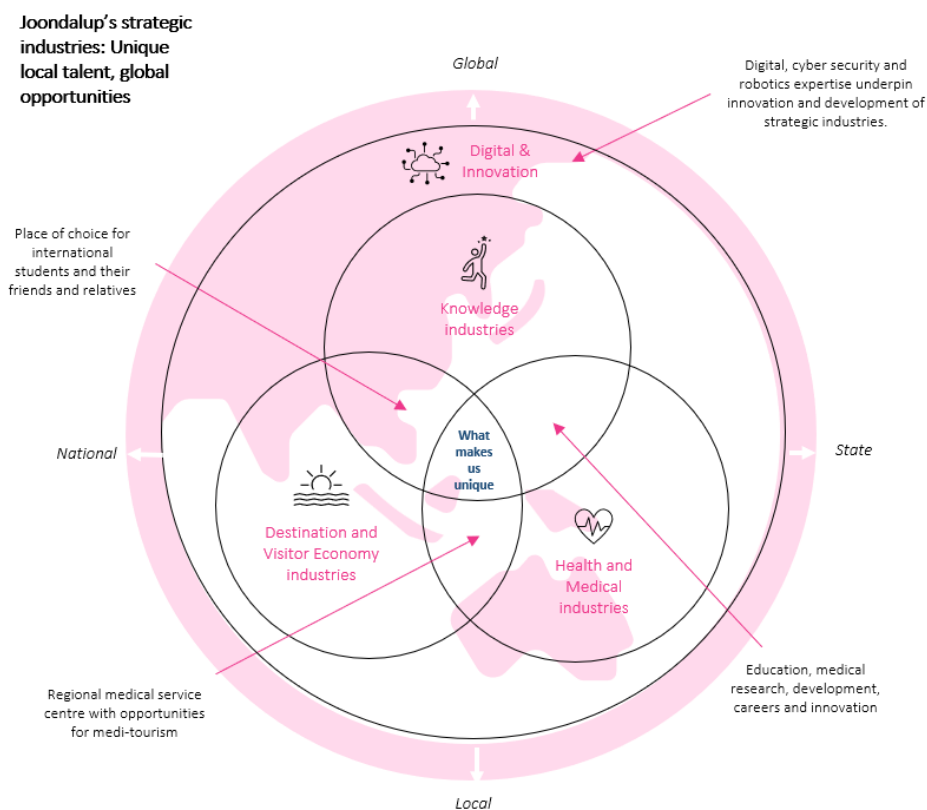 Joondalup's strategic
industries: Unique
local talent, global
opportunities
Global
Digital, cyber security and
robotics expertise underpin
innovation and development of
strategic industries.
Digital &
Innovation
Place of choice for
international
students and their
friends and relatives
Knowledge
industries
National
What
makes
us
unique
State
Destination and
Visitor Economy
industries
Health and
Medical
industries
Regional medical service
centre with opportunities
for medi-tourism
Education, medical
research, development,
careers and innovation
Local